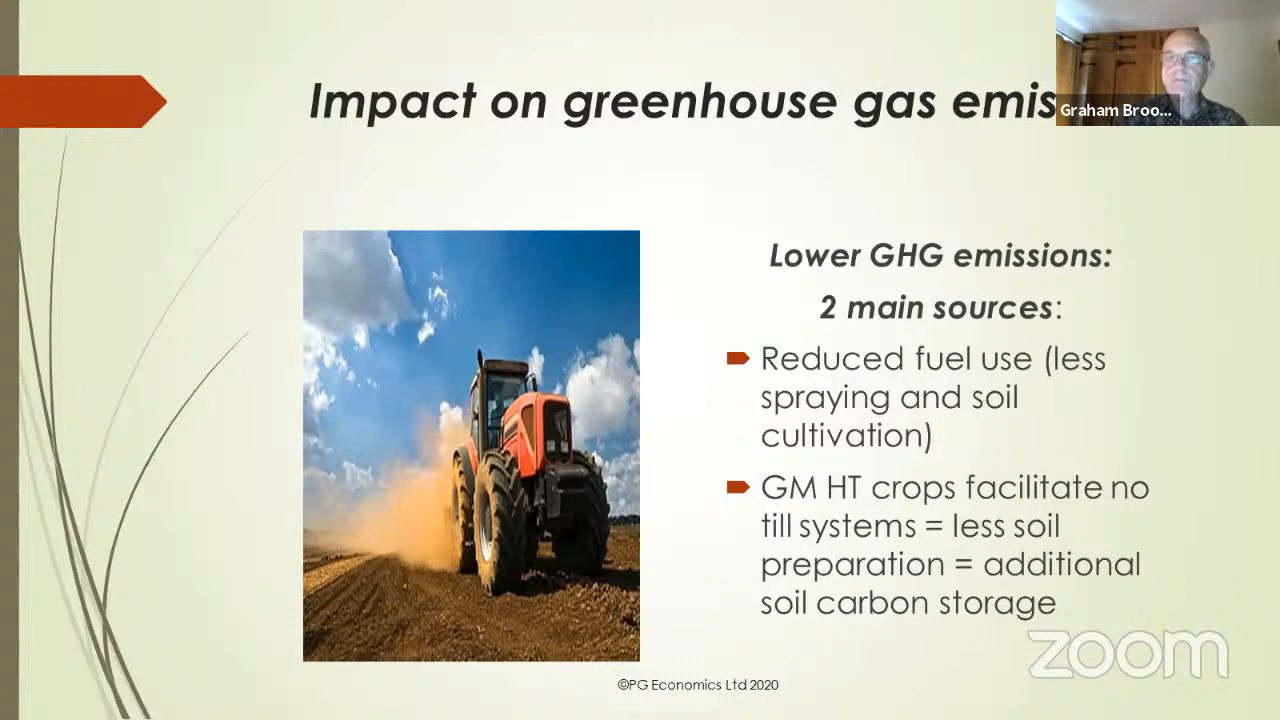 Impact on greenhouse gas emis
Graham Broo...
Lower GHG emissions:
2 main sources:
Reduced fuel use (less
spraying and soil
cultivation)
GM HT crops facilitate no
till systems = less soil
preparation = additional
soil carbon storage
zoom
©PG Economics Ltd 2020